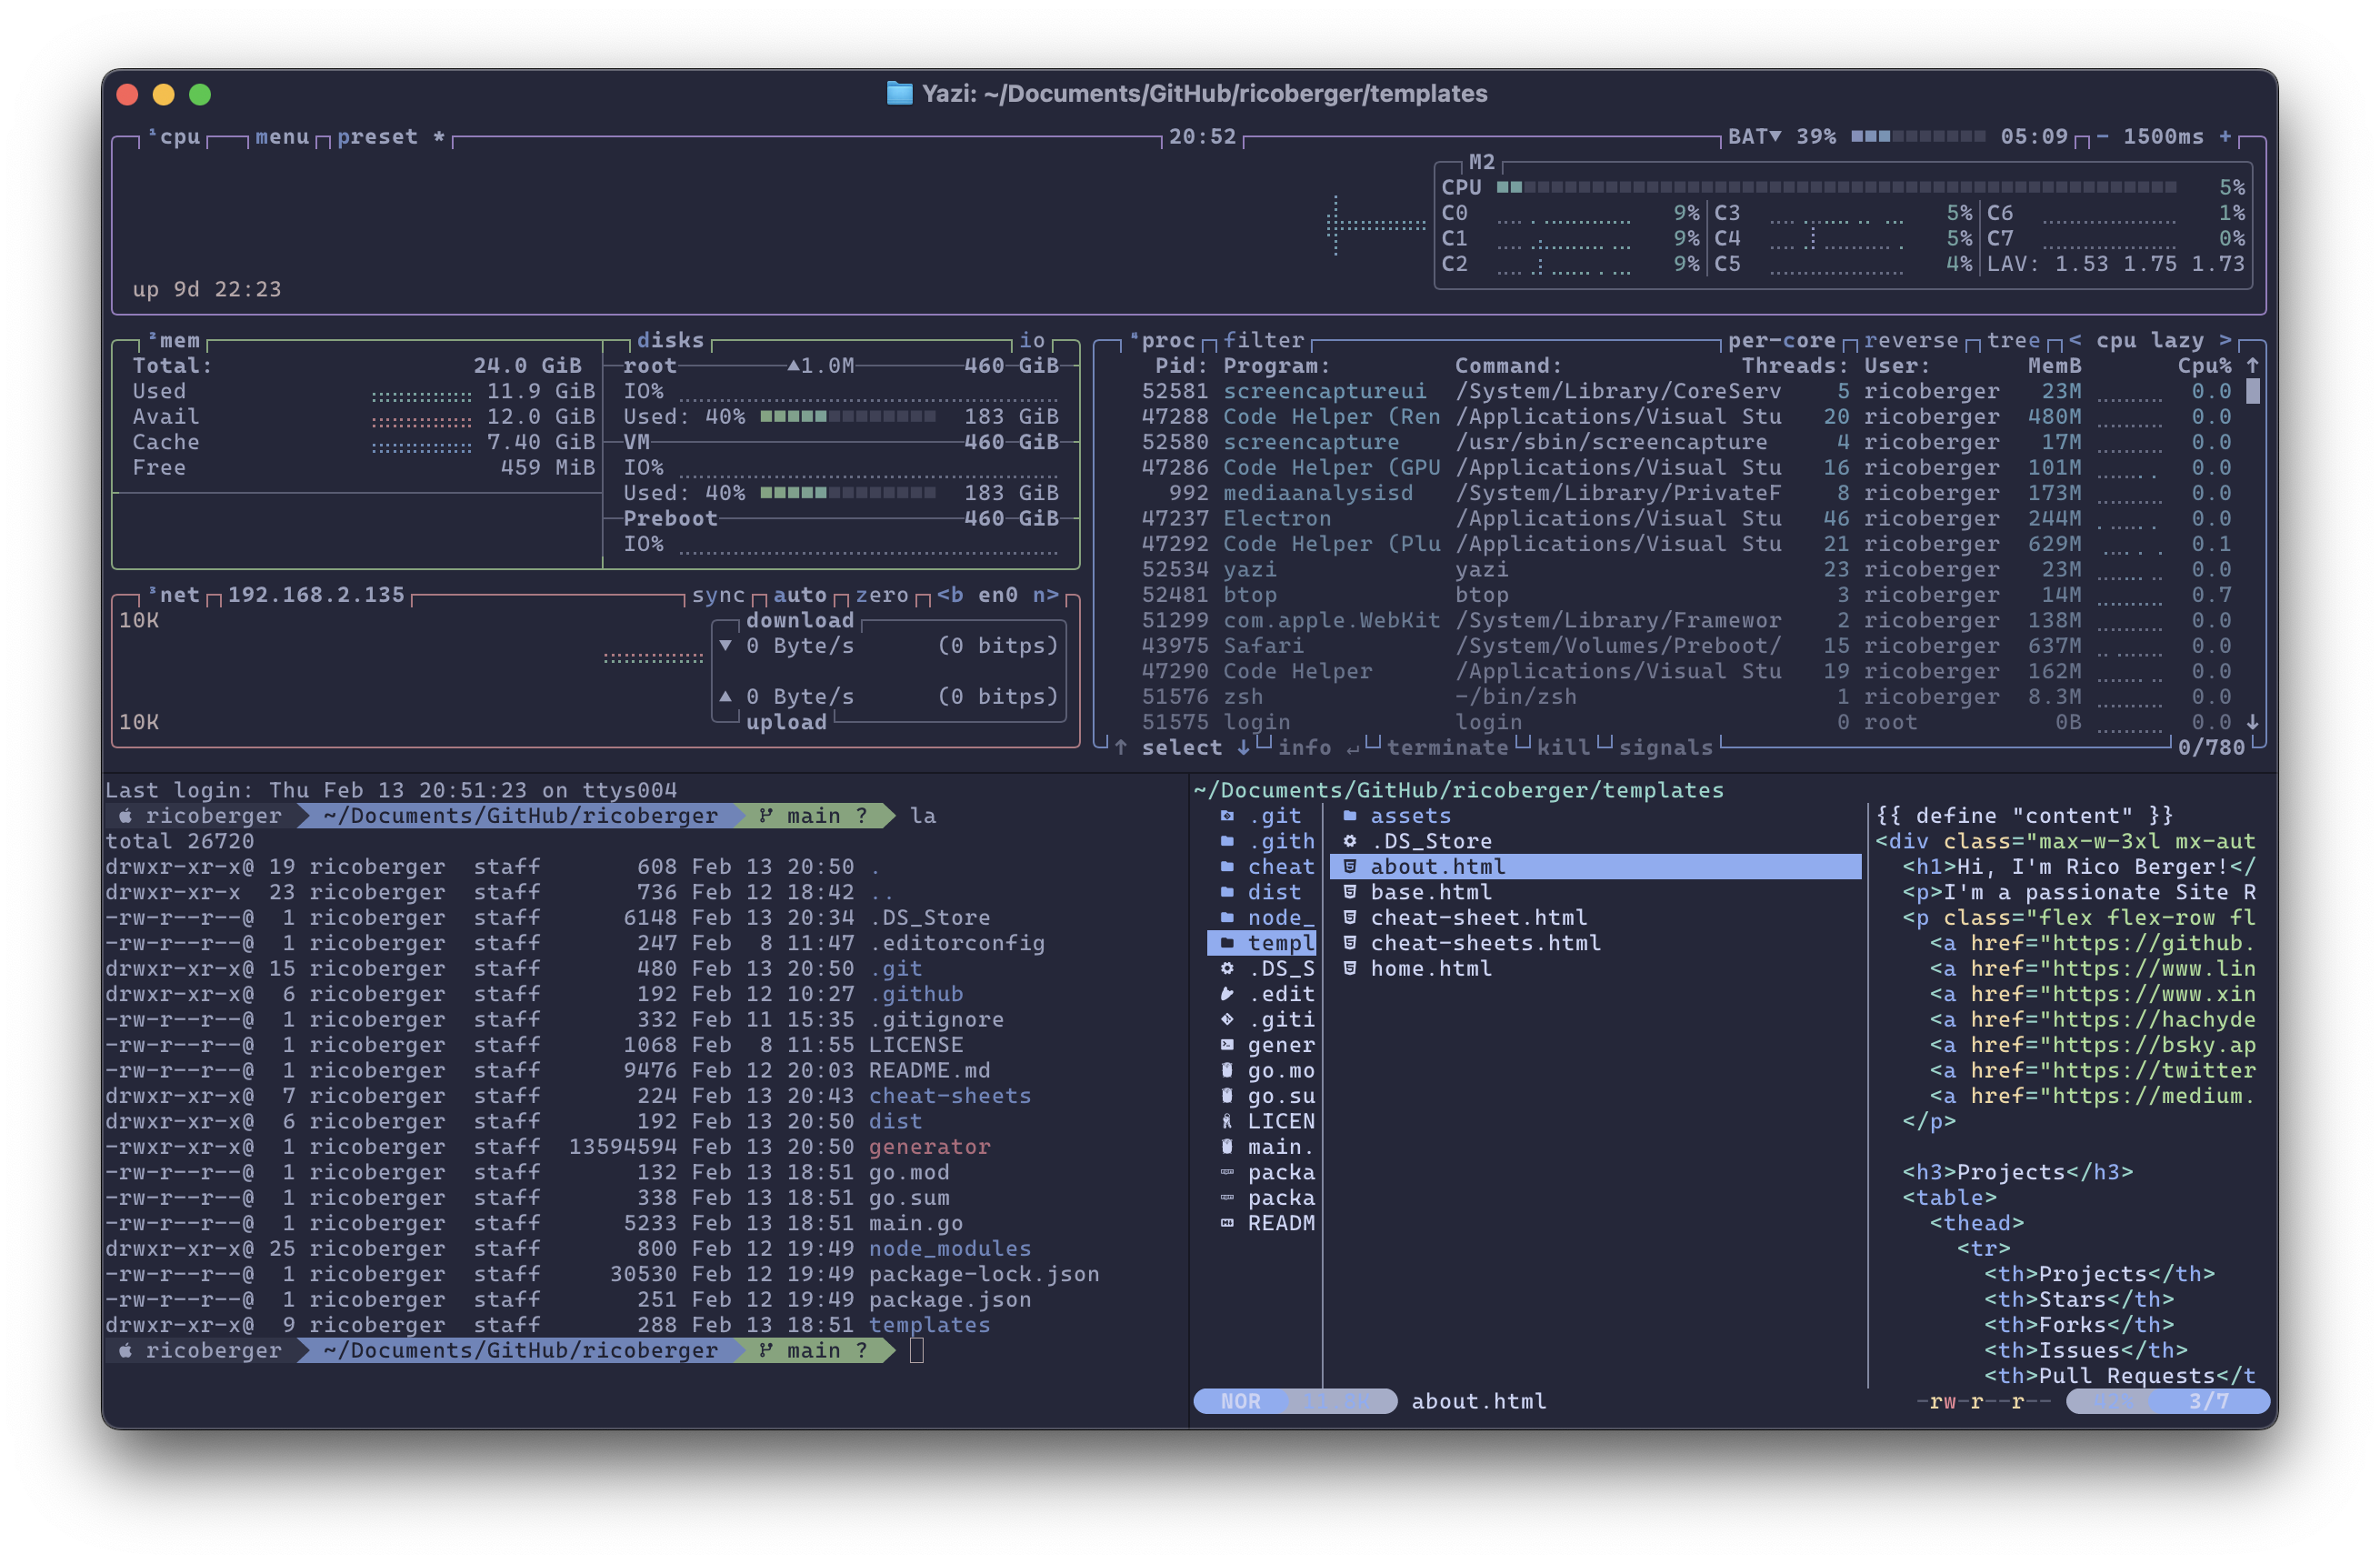 Yazi: ~/Documents/GitHub/ricoberger/templates
¹cpu menu preset * 20:52 BAT▼ 39% 05:09 - 1500ms +
M2
CPU 5%
C0 9% C3 5% C6 1%
C1 9% C4 5% C7 0%
C2 9% C5 4% LAV: 1.53 1.75 1.73
up 9d 22:23
²mem disks io
Total: 24.0 GiB
Used 11.9 GiB
Avail 12.0 GiB
Cache 7.40 GiB
Free 459 MiB
root ▲1.0M 460 GiB
IO%
Used: 40% 183 GiB
VM 460 GiB
IO%
Used: 40% 183 GiB
Preboot 460 GiB
IO%
³net 192.168.2.135 sync auto zero <b en0 n>
10K
download
▼ 0 Byte/s (0 bitps)
▲ 0 Byte/s (0 bitps)
upload
10K
⁴proc filter per-core reverse tree < cpu lazy >
Pid: Program: Command: Threads: User: MemB Cpu% ↑
52581 screencaptureui /System/Library/CoreServ 5 ricoberger 23M 0.0
47288 Code Helper (Ren /Applications/Visual Stu 20 ricoberger 480M 0.0
52580 screencapture /usr/sbin/screencapture 4 ricoberger 17M 0.0
47286 Code Helper (GPU /Applications/Visual Stu 16 ricoberger 101M 0.0
992 mediaanalysisd /System/Library/PrivateF 8 ricoberger 173M 0.0
47237 Electron /Applications/Visual Stu 46 ricoberger 244M 0.0
47292 Code Helper (Plu /Applications/Visual Stu 21 ricoberger 629M 0.1
52534 yazi yazi 23 ricoberger 23M 0.0
52481 btop btop 3 ricoberger 14M 0.7
51299 com.apple.WebKit /System/Library/Framewor 2 ricoberger 138M 0.0
43975 Safari /System/Volumes/Preboot/ 15 ricoberger 637M 0.0
47290 Code Helper /Applications/Visual Stu 19 ricoberger 162M 0.0
51576 zsh -/bin/zsh 1 ricoberger 8.3M 0.0
51575 login login 0 root 0B 0.0 ↓
↑ select ↓ info ↵ terminate kill signals 0/780
Last login: Thu Feb 13 20:51:23 on ttys004
ricoberger ~/Documents/GitHub/ricoberger main ? la
total 26720
drwxr-xr-x@ 19 ricoberger staff 608 Feb 13 20:50 .
drwxr-xr-x 23 ricoberger staff 736 Feb 12 18:42 ..
-rw-r--r--@ 1 ricoberger staff 6148 Feb 13 20:34 .DS_Store
-rw-r--r--@ 1 ricoberger staff 247 Feb 8 11:47 .editorconfig
drwxr-xr-x@ 15 ricoberger staff 480 Feb 13 20:50 .git
drwxr-xr-x@ 6 ricoberger staff 192 Feb 12 10:27 .github
-rw-r--r--@ 1 ricoberger staff 332 Feb 11 15:35 .gitignore
-rw-r--r--@ 1 ricoberger staff 1068 Feb 8 11:55 LICENSE
-rw-r--r--@ 1 ricoberger staff 9476 Feb 12 20:03 README.md
drwxr-xr-x@ 7 ricoberger staff 224 Feb 13 20:43 cheat-sheets
drwxr-xr-x@ 6 ricoberger staff 192 Feb 13 20:50 dist
-rwxr-xr-x@ 1 ricoberger staff 13594594 Feb 13 20:50 generator
-rw-r--r--@ 1 ricoberger staff 132 Feb 13 18:51 go.mod
-rw-r--r--@ 1 ricoberger staff 338 Feb 13 18:51 go.sum
-rw-r--r--@ 1 ricoberger staff 5233 Feb 13 18:51 main.go
drwxr-xr-x@ 25 ricoberger staff 800 Feb 12 19:49 node_modules
-rw-r--r--@ 1 ricoberger staff 30530 Feb 12 19:49 package-lock.json
-rw-r--r--@ 1 ricoberger staff 251 Feb 12 19:49 package.json
drwxr-xr-x@ 9 ricoberger staff 288 Feb 13 18:51 templates
ricoberger ~/Documents/GitHub/ricoberger main ?
~/Documents/GitHub/ricoberger/templates
.git
.gith
cheat
dist
node_
templ
.DS_S
.edit
.giti
gener
go.mo
go.su
LICEN
main.
packa
packa
READM
assets
.DS_Store
about.html
base.html
cheat-sheet.html
cheat-sheets.html
home.html
{{ define "content" }}
<div class="max-w-3xl mx-aut
<h1>Hi, I'm Rico Berger!</
<p>I'm a passionate Site R
<p class="flex flex-row fl
<a href="https://github.
<a href="https://www.lin
<a href="https://www.xin
<a href="https://hachyde
<a href="https://bsky.ap
<a href="https://twitter
<a href="https://medium.
</p>
<h3>Projects</h3>
<table>
<thead>
<tr>
<th>Projects</th>
<th>Stars</th>
<th>Forks</th>
<th>Issues</th>
<th>Pull Requests</t
NOR about.html -rw-r--r-- 3/7